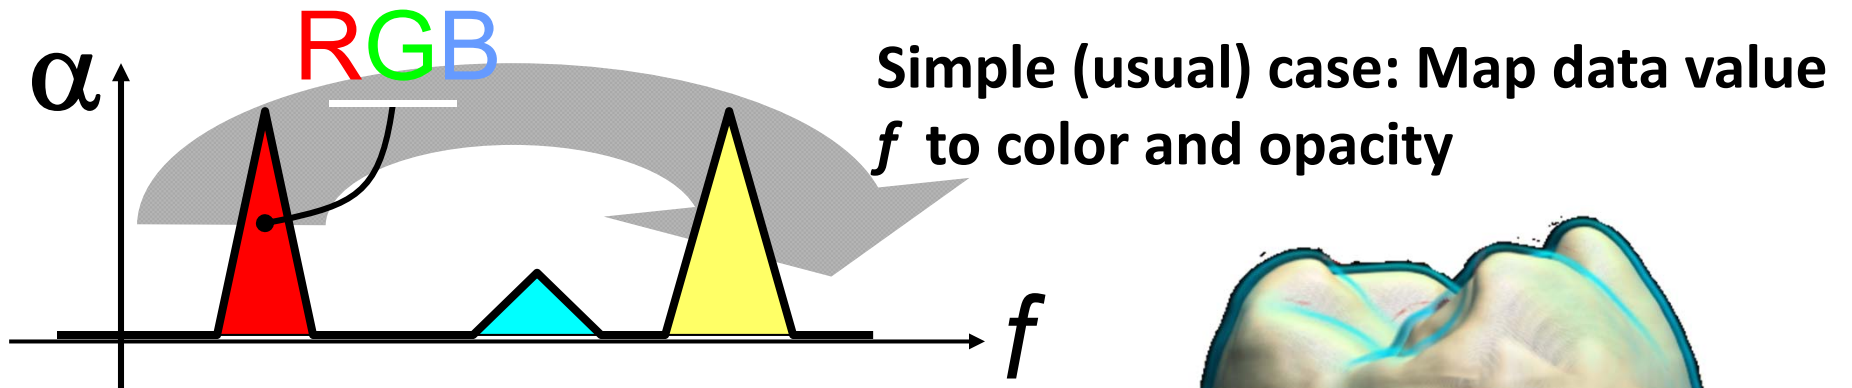 RGB
α
Simple (usual) case: Map data value
f to color and opacity
f